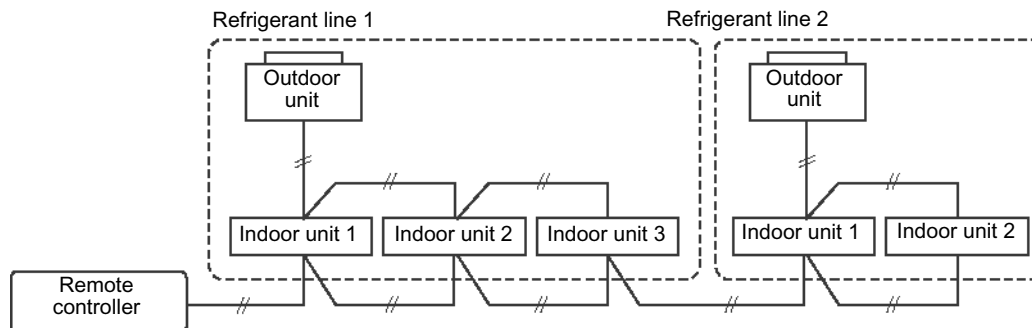 Refrigerant line 1
Refrigerant line 2
Outdoor
unit
Outdoor
unit
Indoor unit 1
Indoor unit 2
Indoor unit 3
Indoor unit 1
Indoor unit 2
Remote
controller